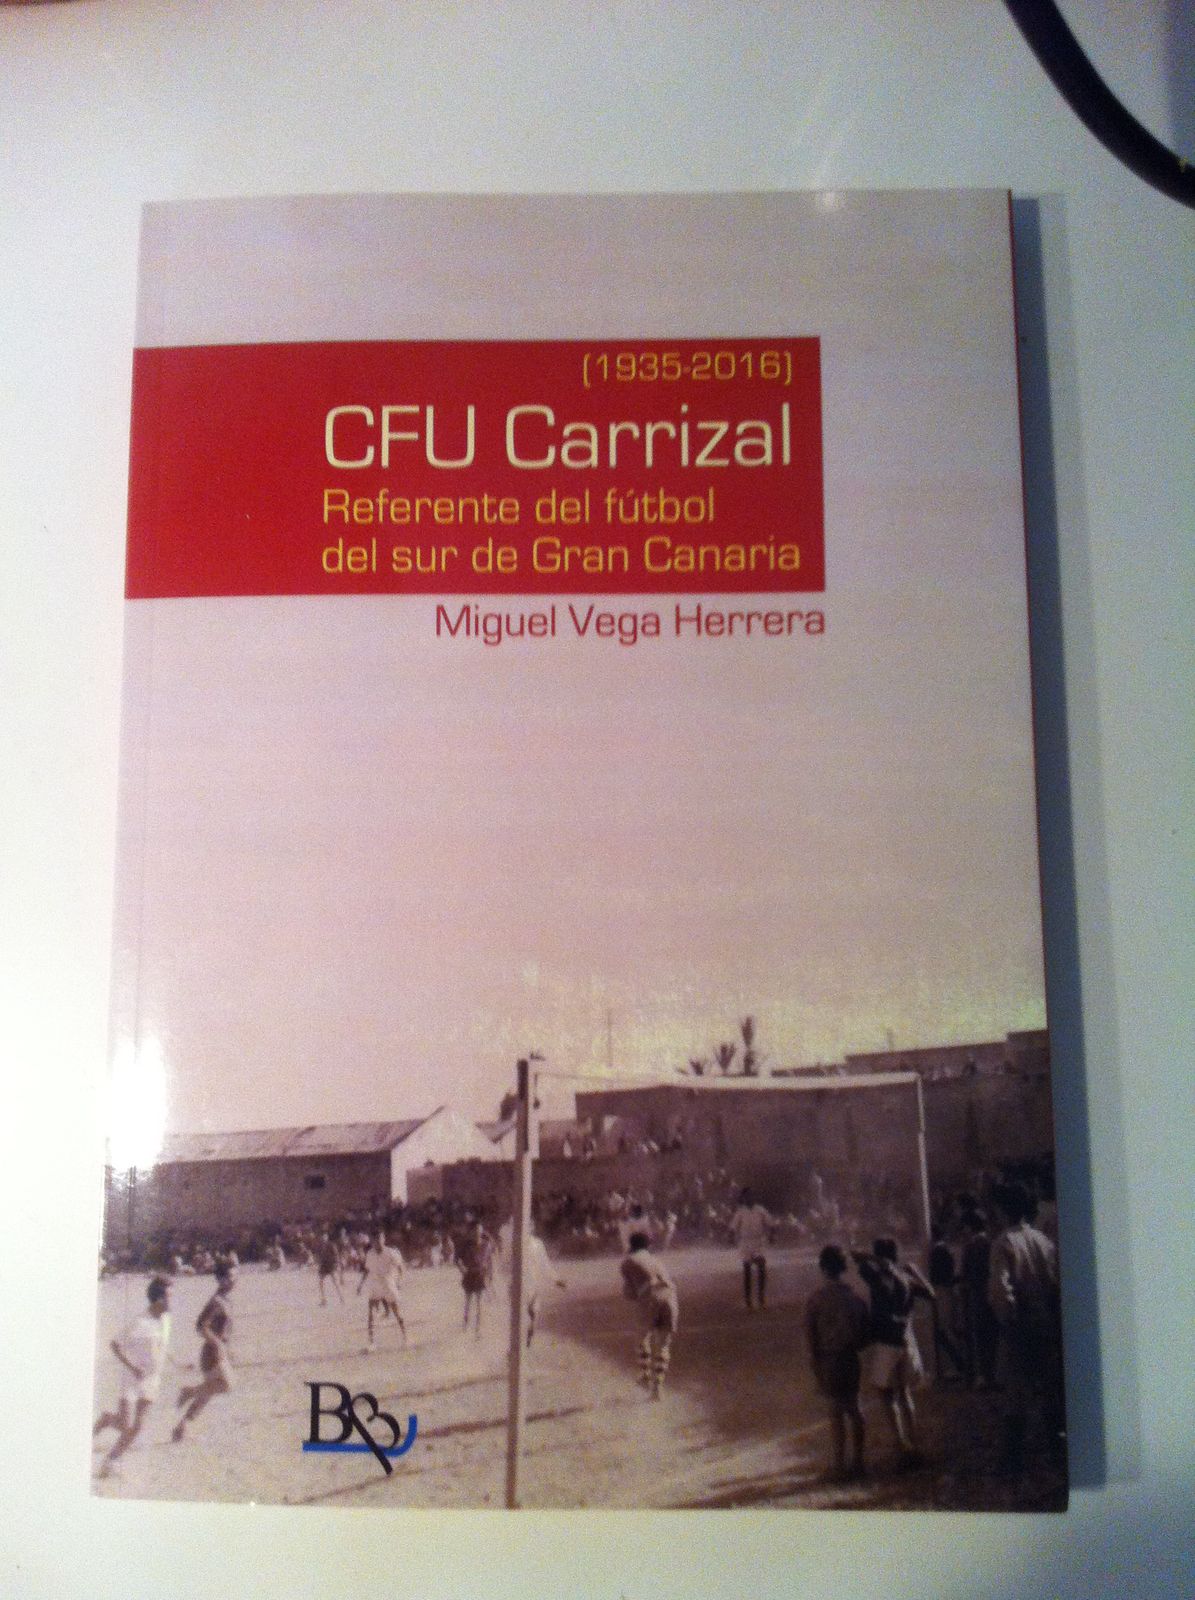 (1935-2016)
CFU Carrizal
Referente del fútbol
del sur de Gran Canaria
Miguel Vega Herrera